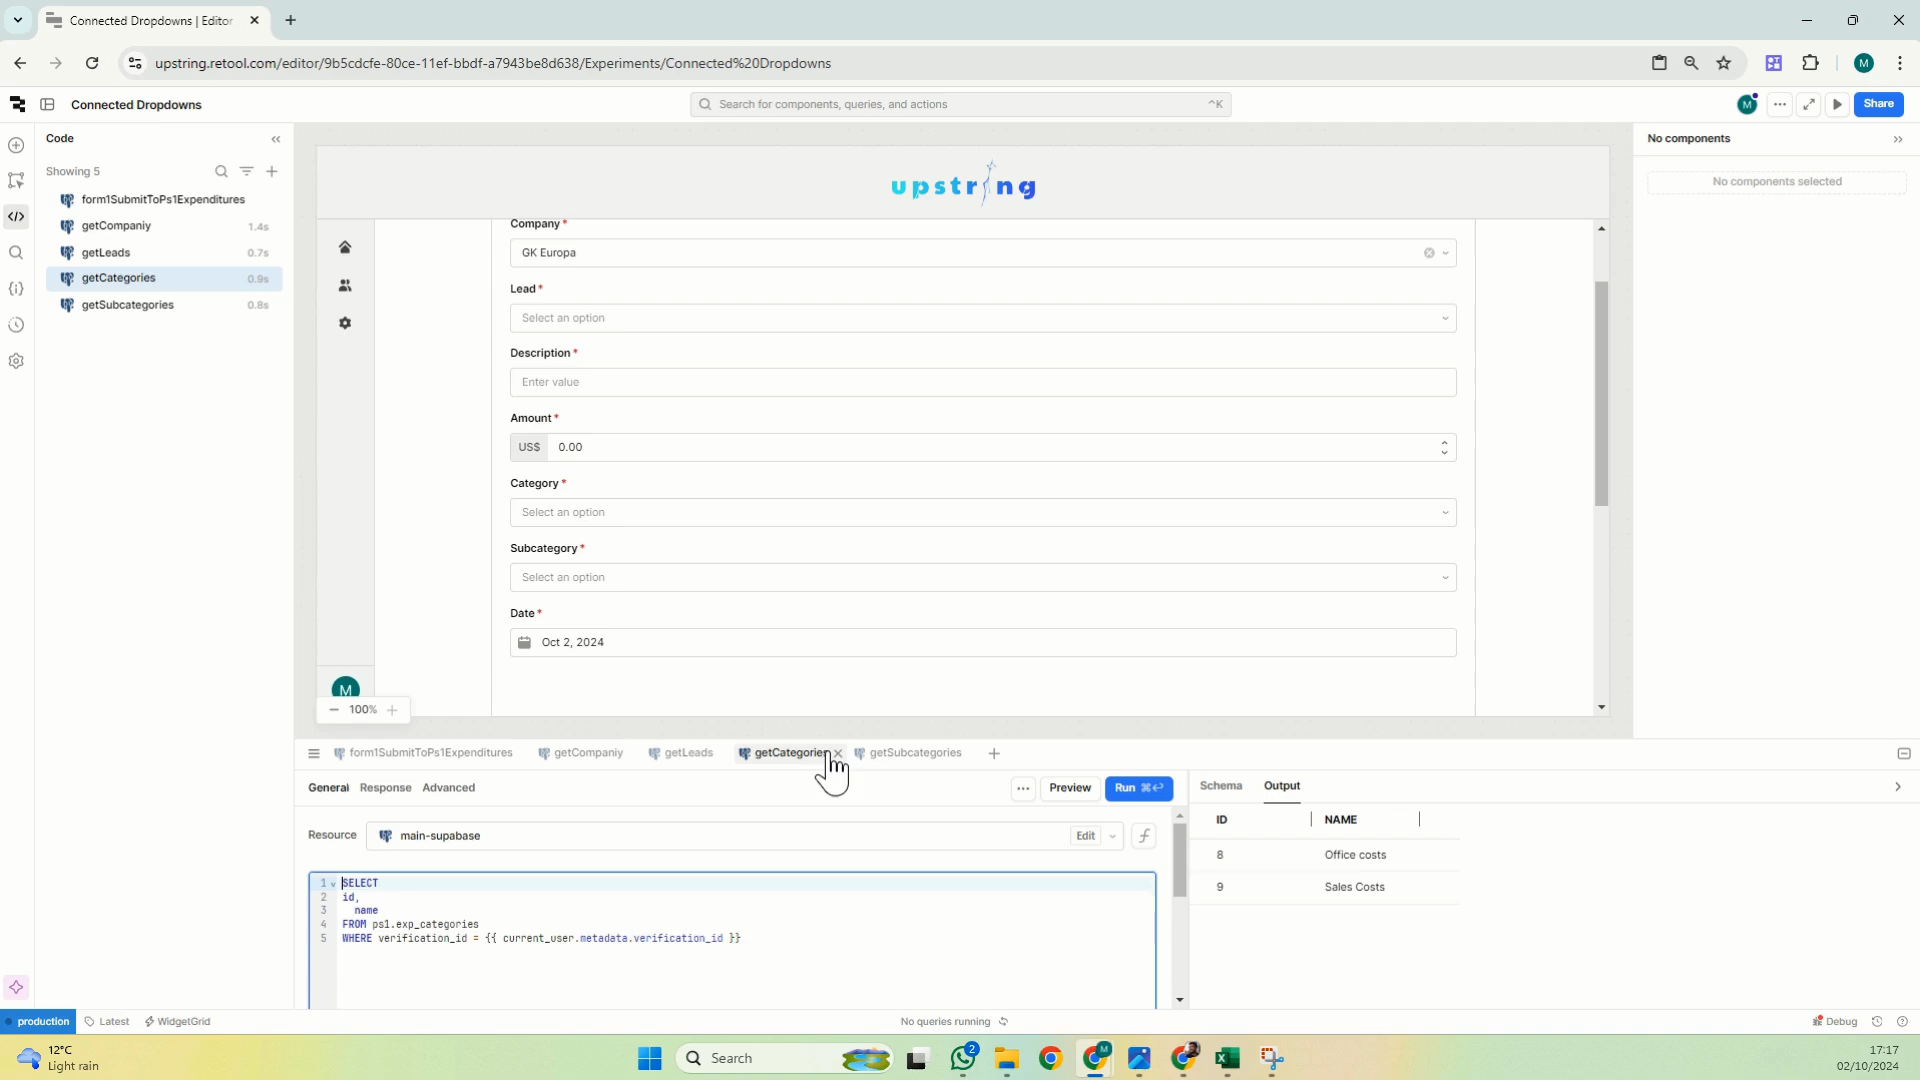 Connected Dropdowns | Editor
upstring.retool.com/editor/9b5cdcfe-80ce-11ef-bbdf-a7943be8d638/Experiments/Connected%20Dropdowns
M
Connected Dropdowns
Search for components, queries, and actions
^K
M
Share
Code
Showing 5
form1SubmitToPs1Expenditures
getCompaniy 1.4s
getLeads 0.7s
getCategories 0.9s
getSubcategories 0.8s
upstring
Company *
GK Europa
Lead *
Select an option
Description *
Enter value
Amount *
US$ 0.00
Category *
Select an option
Subcategory *
Select an option
Date *
Oct 2, 2024
M
100%
No components
No components selected
form1SubmitToPs1Expenditures getCompaniy getLeads getCategories getSubcategories
General Response Advanced
Preview
Run ⌘↵
Resource main-supabase Edit
1 SELECT
2 id,
3 name
4 FROM ps1.exp_categories
5 WHERE verification_id = {{ current_user.metadata.verification_id }}
Schema Output
ID NAME
8 Office costs
9 Sales Costs
production Latest WidgetGrid
No queries running
Debug
12°C
Light rain
Search
2
M
17:17
02/10/2024